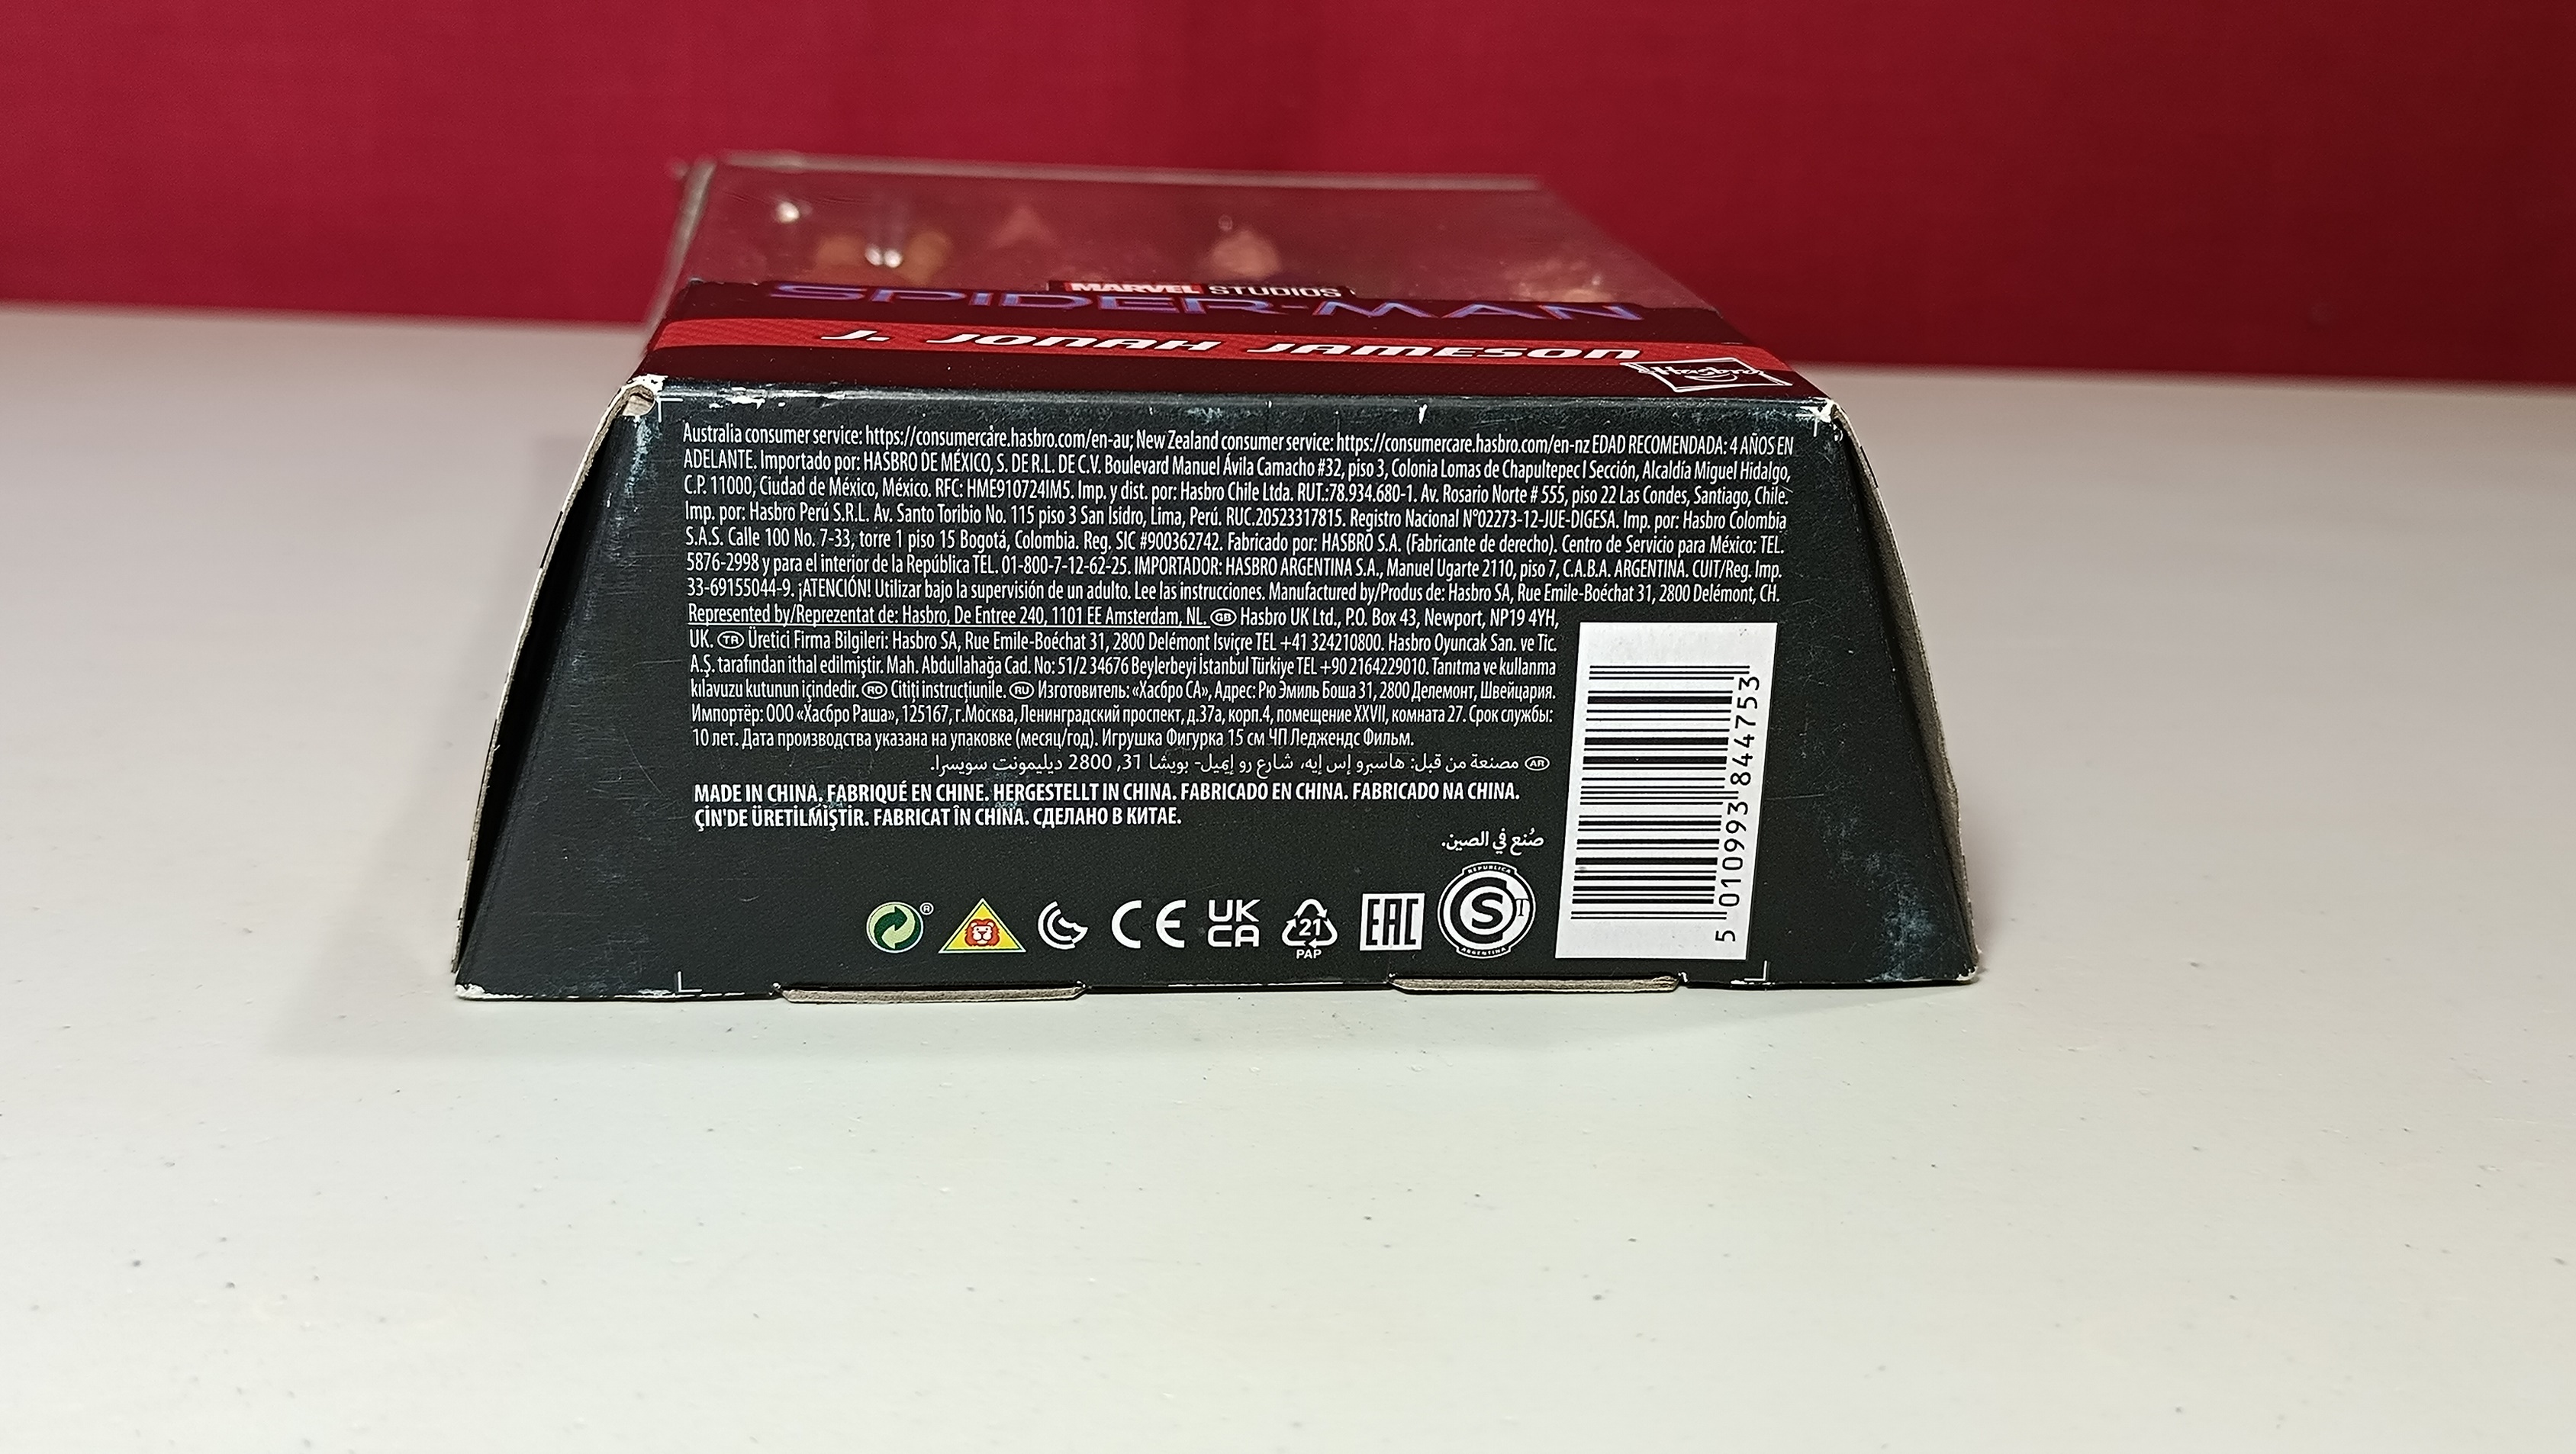 MARVEL STUDIOS
SPIDER-MAN
J. JONAH JAMESON
Hasbro
Australia consumer service: https://consumercare.hasbro.com/en-au; New Zealand consumer service: https://consumercare.hasbro.com/en-nz EDAD RECOMENDADA: 4 AÑOS EN
ADELANTE. Importado por: HASBRO DE MÉXICO, S. DE R.L. DE C.V. Boulevard Manuel Ávila Camacho #32, piso 3, Colonia Lomas de Chapultepec I Sección, Alcaldía Miguel Hidalgo,
C.P. 11000, Ciudad de México, México. RFC: HME910724IM5. Imp. y dist. por: Hasbro Chile Ltda. RUT.:78.934.680-1. Av. Rosario Norte # 555, piso 22 Las Condes, Santiago, Chile.
Imp. por: Hasbro Perú S.R.L. Av. Santo Toribio No. 115 piso 3 San Isidro, Lima, Perú. RUC.20523317815. Registro Nacional N°02273-12-JUE-DIGESA. Imp. por: Hasbro Colombia
S.A.S. Calle 100 No. 7-33, torre 1 piso 15 Bogotá, Colombia. Reg. SIC #900362742. Fabricado por: HASBRO S.A. (Fabricante de derecho). Centro de Servicio para México: TEL.
5876-2998 y para el interior de la República TEL. 01-800-7-12-62-25. IMPORTADOR: HASBRO ARGENTINA S.A., Manuel Ugarte 2110, piso 7, C.A.B.A. ARGENTINA. CUIT/Reg. Imp.
33-69155044-9. ¡ATENCIÓN! Utilizar bajo la supervisión de un adulto. Lee las instrucciones. Manufactured by/Produs de: Hasbro SA, Rue Emile-Boéchat 31, 2800 Delémont, CH.
Represented by/Reprezentat de: Hasbro, De Entree 240, 1101 EE Amsterdam, NL. GB Hasbro UK Ltd., P.O. Box 43, Newport, NP19 4YH,
UK. TR Üretici Firma Bilgileri: Hasbro SA, Rue Emile-Boéchat 31, 2800 Delémont İsviçre TEL +41 324210800. Hasbro Oyuncak San. ve Tic.
A.Ş. tarafından ithal edilmiştir. Mah. Abdullahağa Cad. No: 51/2 34676 Beylerbeyi İstanbul Türkiye TEL +90 2164229010. Tanıtma ve kullanma
kılavuzu kutunun içindedir. RO Citiți instrucțiunile. RU Изготовитель: «Хасбро СА», Адрес: Рю Эмиль Боша 31, 2800 Делемонт, Швейцария.
Импортёр: ООО «Хасбро Раша», 125167, г.Москва, Ленинградский проспект, д.37а, корп.4, помещение XXVII, комната 27. Срок службы:
10 лет. Дата производства указана на упаковке (месяц/год). Игрушка Фигурка 15 см ЧП Леджендс Фильм.
AR مصنعة من قبل: هاسبرو إس إيه، شارع رو إيميل- بويشا 31, 2800 ديليمونت سويسرا.
MADE IN CHINA. FABRIQUÉ EN CHINE. HERGESTELLT IN CHINA. FABRICADO EN CHINA. FABRICADO NA CHINA.
ÇİN'DE ÜRETİLMİŞTİR. FABRICAT ÎN CHINA. СДЕЛАНО В КИТАЕ.
صُنع في الصين.
® CE UK CA 21 PAP EAC REPUBLICA S T ARGENTINA
5 010993 844753